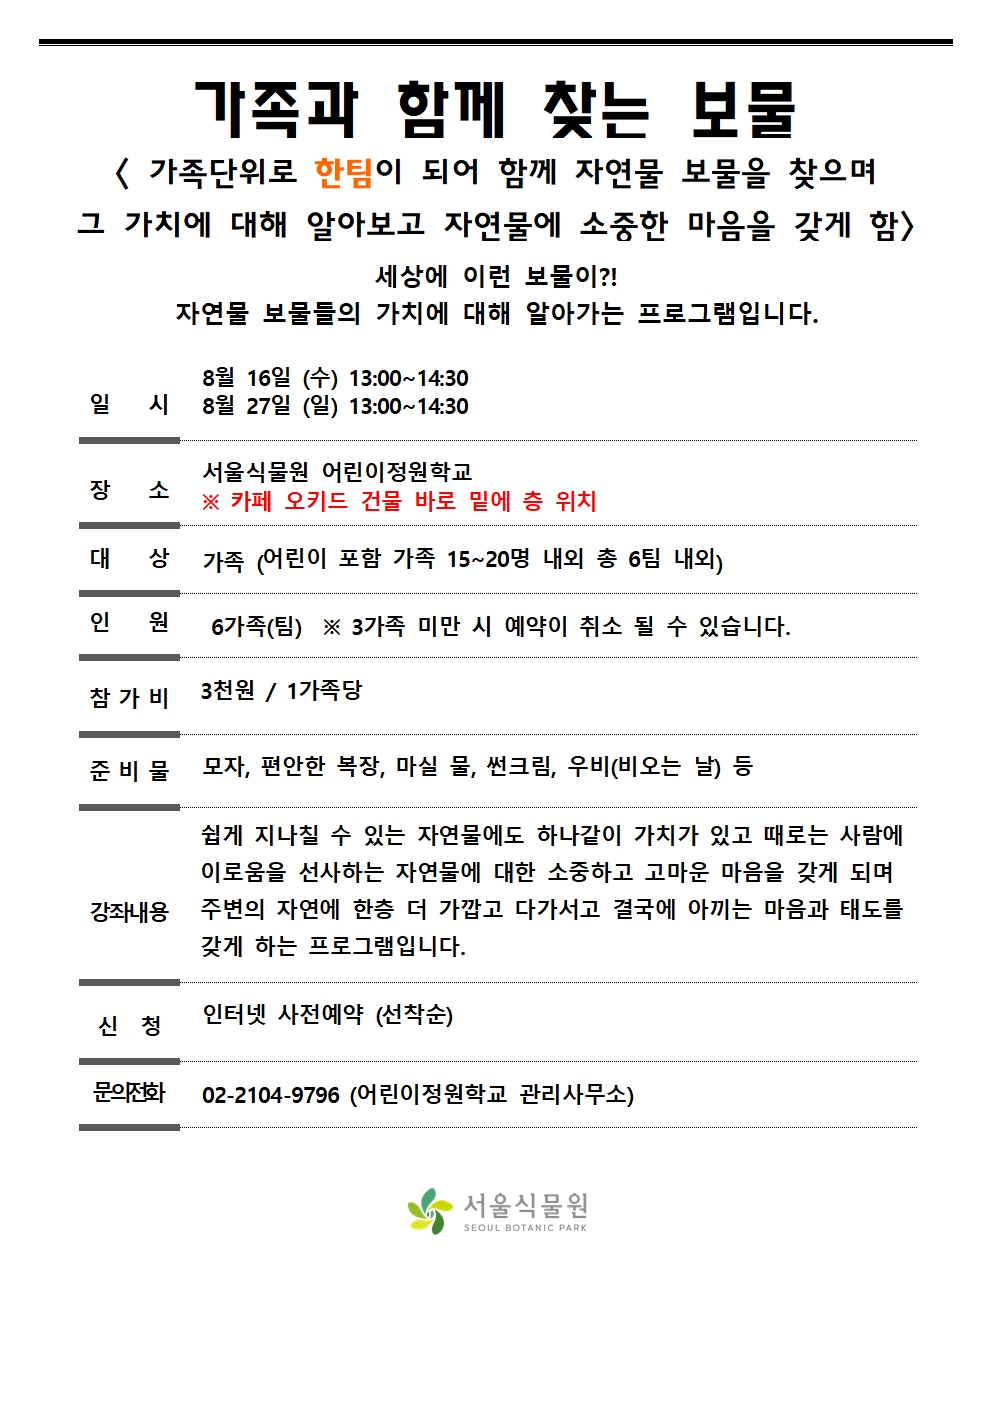 가족과 함께 찾는 보물
〈 가족단위로 한팀이 되어 함께 자연물 보물을 찾으며
그 가치에 대해 알아보고 자연물에 소중한 마음을 갖게 함〉
세상에 이런 보물이?!
자연물 보물들의 가치에 대해 알아가는 프로그램입니다.
일 시
8월 16일 (수) 13:00~14:30
8월 27일 (일) 13:00~14:30
장 소
서울식물원 어린이정원학교
※ 카페 오키드 건물 바로 밑에 층 위치
대 상
가족 (어린이 포함 가족 15~20명 내외 총 6팀 내외)
인 원
6가족(팀) ※ 3가족 미만 시 예약이 취소 될 수 있습니다.
참 가 비
3천원 / 1가족당
준 비 물
모자, 편안한 복장, 마실 물, 썬크림, 우비(비오는 날) 등
강좌내용
쉽게 지나칠 수 있는 자연물에도 하나같이 가치가 있고 때로는 사람에
이로움을 선사하는 자연물에 대한 소중하고 고마운 마음을 갖게 되며
주변의 자연에 한층 더 가깝고 다가서고 결국에 아끼는 마음과 태도를
갖게 하는 프로그램입니다.
신 청
인터넷 사전예약 (선착순)
문의전화
02-2104-9796 (어린이정원학교 관리사무소)
서울식물원
SEOUL BOTANIC PARK